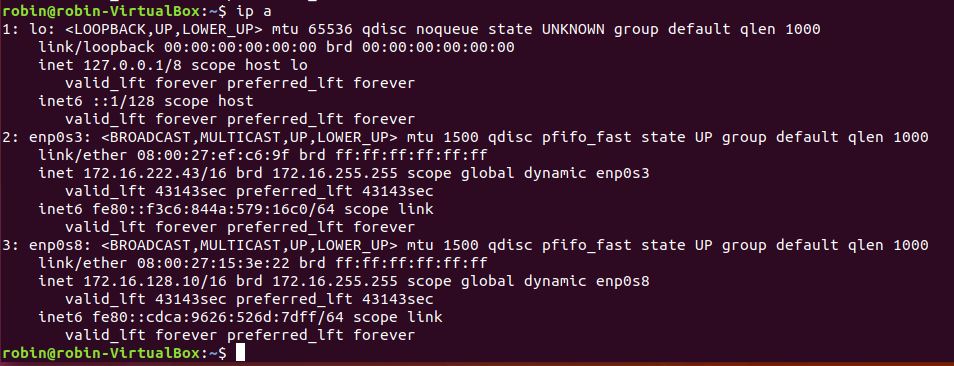 robin@robin-VirtualBox:~$ ip a
1: lo: <LOOPBACK,UP,LOWER_UP> mtu 65536 qdisc noqueue state UNKNOWN group default qlen 1000
    link/loopback 00:00:00:00:00:00 brd 00:00:00:00:00:00
    inet 127.0.0.1/8 scope host lo
       valid_lft forever preferred_lft forever
    inet6 ::1/128 scope host
       valid_lft forever preferred_lft forever
2: enp0s3: <BROADCAST,MULTICAST,UP,LOWER_UP> mtu 1500 qdisc pfifo_fast state UP group default qlen 1000
    link/ether 08:00:27:ef:c6:9f brd ff:ff:ff:ff:ff:ff
    inet 172.16.222.43/16 brd 172.16.255.255 scope global dynamic enp0s3
       valid_lft 43143sec preferred_lft 43143sec
    inet6 fe80::f3c6:844a:579:16c0/64 scope link
       valid_lft forever preferred_lft forever
3: enp0s8: <BROADCAST,MULTICAST,UP,LOWER_UP> mtu 1500 qdisc pfifo_fast state UP group default qlen 1000
    link/ether 08:00:27:15:3e:22 brd ff:ff:ff:ff:ff:ff
    inet 172.16.128.10/16 brd 172.16.255.255 scope global dynamic enp0s8
       valid_lft 43143sec preferred_lft 43143sec
    inet6 fe80::cdca:9626:526d:7dff/64 scope link
       valid_lft forever preferred_lft forever
robin@robin-VirtualBox:~$